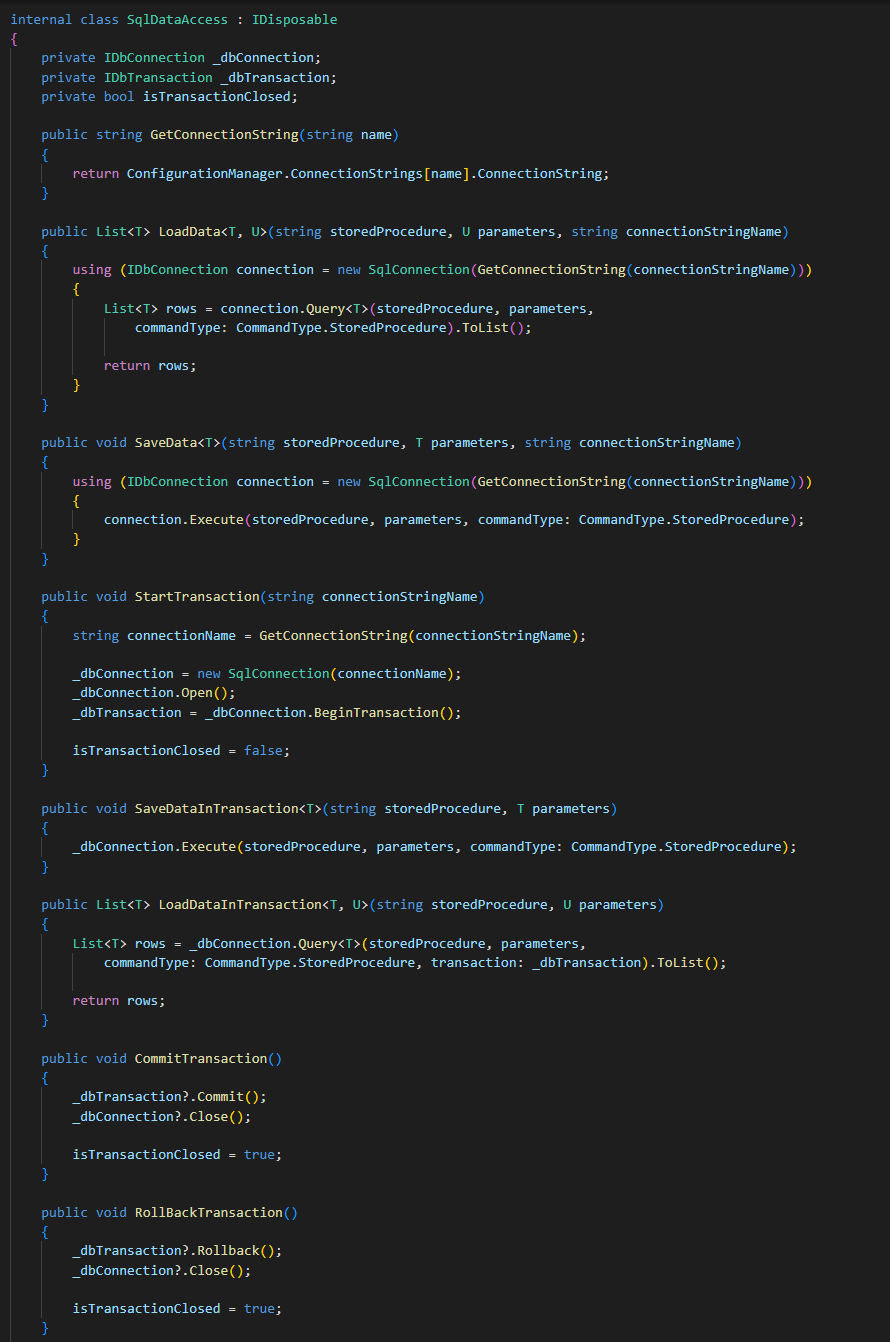 internal class SqlDataAccess : IDisposable
{
    private IDbConnection _dbConnection;
    private IDbTransaction _dbTransaction;
    private bool isTransactionClosed;

    public string GetConnectionString(string name)
    {
        return ConfigurationManager.ConnectionStrings[name].ConnectionString;
    }

    public List<T> LoadData<T, U>(string storedProcedure, U parameters, string connectionStringName)
    {
        using (IDbConnection connection = new SqlConnection(GetConnectionString(connectionStringName)))
        {
            List<T> rows = connection.Query<T>(storedProcedure, parameters,
                commandType: CommandType.StoredProcedure).ToList();

            return rows;
        }
    }

    public void SaveData<T>(string storedProcedure, T parameters, string connectionStringName)
    {
        using (IDbConnection connection = new SqlConnection(GetConnectionString(connectionStringName)))
        {
            connection.Execute(storedProcedure, parameters, commandType: CommandType.StoredProcedure);
        }
    }

    public void StartTransaction(string connectionStringName)
    {
        string connectionName = GetConnectionString(connectionStringName);

        _dbConnection = new SqlConnection(connectionName);
        _dbConnection.Open();
        _dbTransaction = _dbConnection.BeginTransaction();

        isTransactionClosed = false;
    }

    public void SaveDataInTransaction<T>(string storedProcedure, T parameters)
    {
        _dbConnection.Execute(storedProcedure, parameters, commandType: CommandType.StoredProcedure);
    }

    public List<T> LoadDataInTransaction<T, U>(string storedProcedure, U parameters)
    {
        List<T> rows = _dbConnection.Query<T>(storedProcedure, parameters,
            commandType: CommandType.StoredProcedure, transaction: _dbTransaction).ToList();

        return rows;
    }

    public void CommitTransaction()
    {
        _dbTransaction?.Commit();
        _dbConnection?.Close();

        isTransactionClosed = true;
    }

    public void RollBackTransaction()
    {
        _dbTransaction?.Rollback();
        _dbConnection?.Close();

        isTransactionClosed = true;
    }